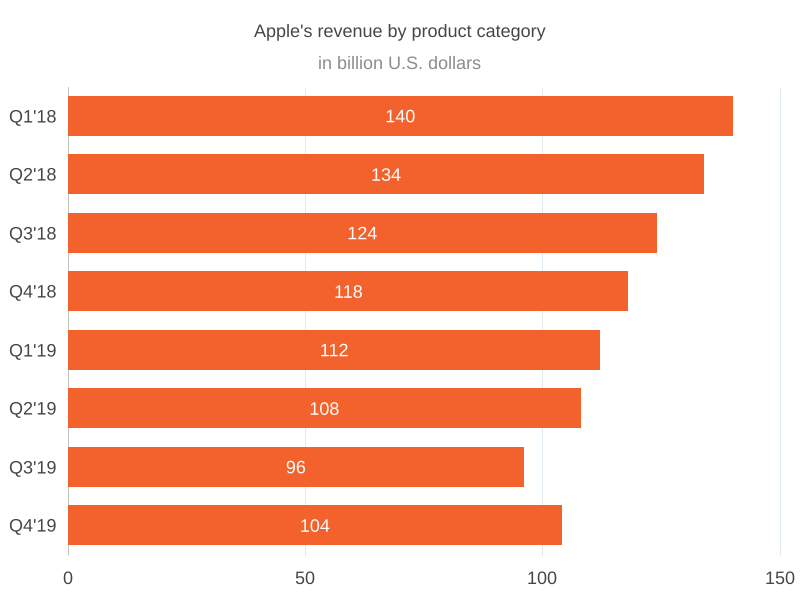 Apple's revenue by product category
in billion U.S. dollars
Q1'18 140
Q2'18 134
Q3'18 124
Q4'18 118
Q1'19 112
Q2'19 108
Q3'19 96
Q4'19 104
0 50 100 150